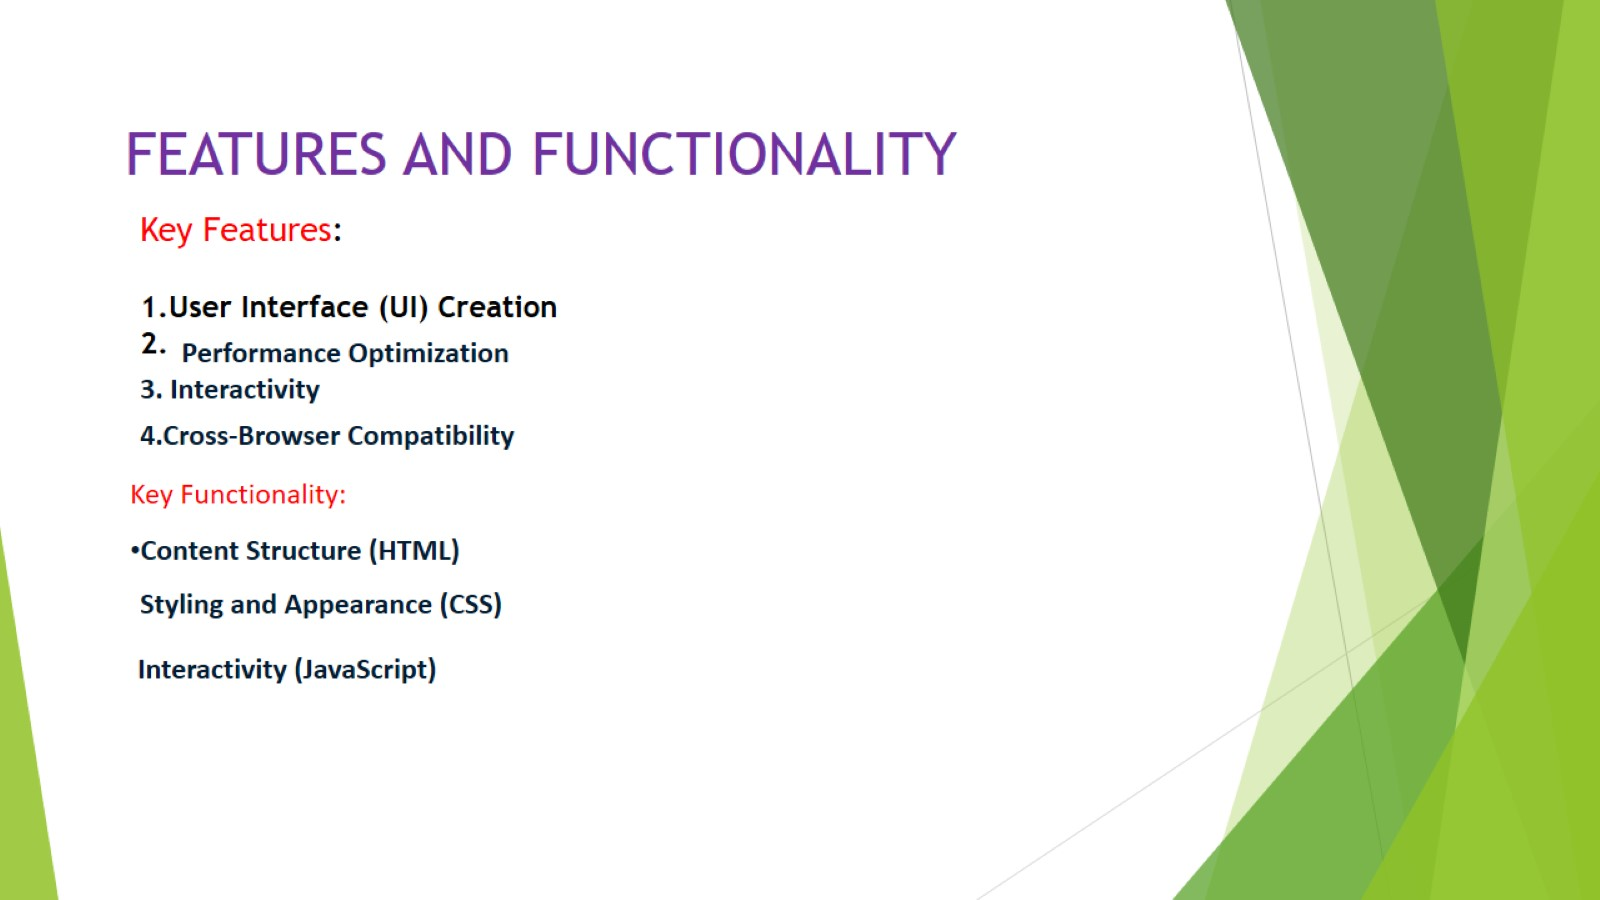 FEATURES AND FUNCTIONALITY
Key Features:
1.User Interface (UI) Creation
2. Performance Optimization
3. Interactivity
4.Cross-Browser Compatibility
Key Functionality:
•Content Structure (HTML)
Styling and Appearance (CSS)
Interactivity (JavaScript)